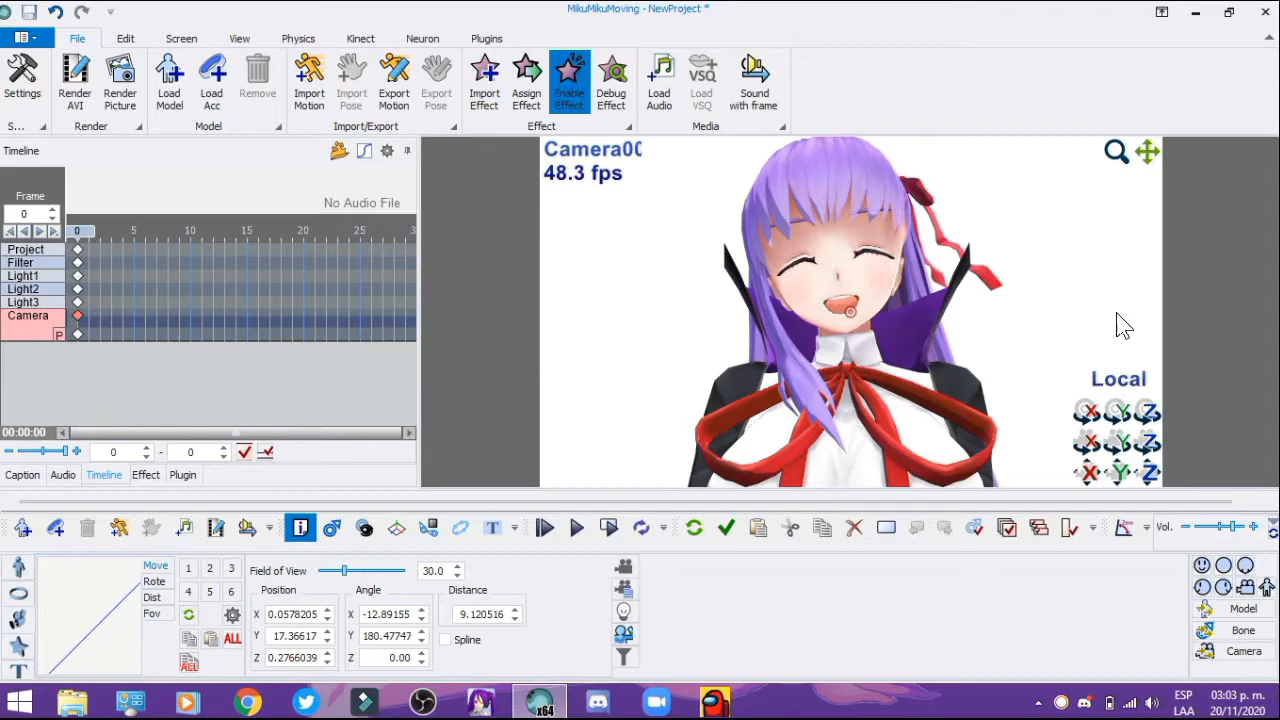 MikuMikuMoving - NewProject *
File Edit Screen View Physics Kinect Neuron Plugins
Settings
Render AVI
Render Picture
Load Model
Load Acc
Remove
Import Motion
Import Pose
Export Motion
Export Pose
Import Effect
Assign Effect
Enable Effect
Debug Effect
Load Audio
Load VSQ
Sound with frame
S... Render Model Import/Export Effect Media
Timeline
Camera00
48.3 fps
Frame
0
No Audio File
0 5 10 15 20 25
Project
Filter
Light1
Light2
Light3
Camera
P
Local
X Y Z
X Y Z
X Y Z
00:00:00
0 - 0
Caption Audio Timeline Effect Plugin
T
Vol.
Move
Rote
Dist
Fov
1 2 3
4 5 6
ALL
ALL
Field of View 30.0
Position Angle Distance
X 0.0578205 X -12.89155 9.120516
Y 17.36617 Y 180.47747 Spline
Z 0.2766039 Z 0.00
T
Model
Bone
Camera
x64
ESP
LAA
03:03 p. m.
20/11/2020